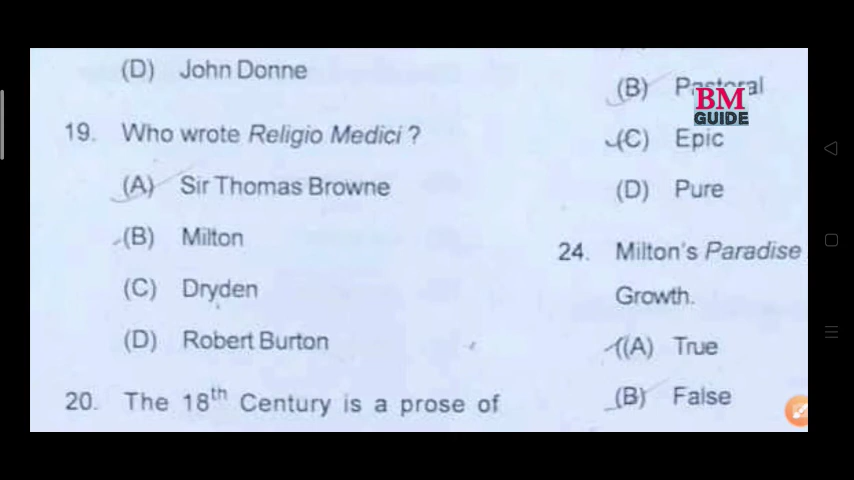 (D) John Donne
19. Who wrote Religio Medici ?
(A) Sir Thomas Browne
(B) Milton
(C) Dryden
(D) Robert Burton
20. The 18th Century is a prose of
(B) Pastoral
BM
GUIDE
(C) Epic
(D) Pure
24. Milton's Paradise
Growth.
(A) True
(B) False